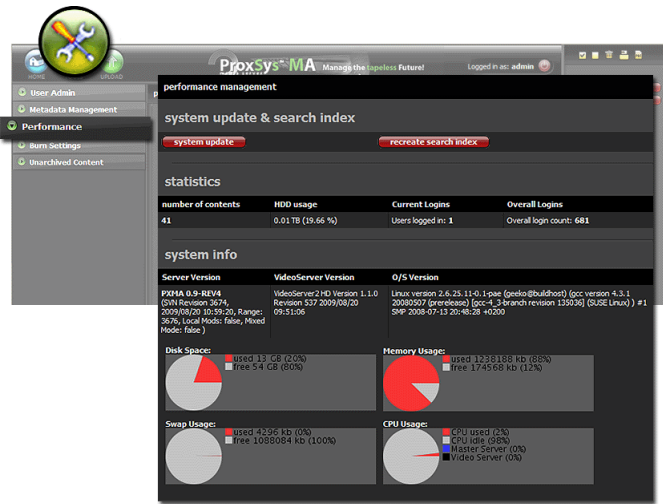 HOME
UPLOAD
ProxSys MA
Manage the tapeless Future!
Logged in as: admin
User Admin
Metadata Management
Performance
Burn Settings
Unarchived Content
performance management
system update & search index
system update
recreate search index
statistics
number of contents
HDD usage
Current Logins
Overall Logins
41
0.01 TB (19.66 %)
Users logged in: 1
Overall login count: 681
system info
Server Version
VideoServer Version
O/S Version
PXMA 0.9-REV4
(SVN Revision 3674,
2009/08/20 10:59:20, Range:
3676, Local Mods: false, Mixed
Mode: false )
VideoServer2 HD Version 1.1.0
Revision 537 2009/08/20
09:51:06
Linux version 2.6.25.11-0.1-pae (geeko@buildhost) (gcc version 4.3.1
20080507 (prerelease) [gcc-4_3-branch revision 135036] (SUSE Linux) ) #1
SMP 2008-07-13 20:48:28 +0200
Disk Space:
used 13 GB (20%)
free 54 GB (80%)
Memory Usage:
used 1238188 kb (88%)
free 174568 kb (12%)
Swap Usage:
used 4296 kb (0%)
free 1088084 kb (100%)
CPU Usage:
CPU used (2%)
CPU idle (98%)
Master Server (0%)
Video Server (0%)